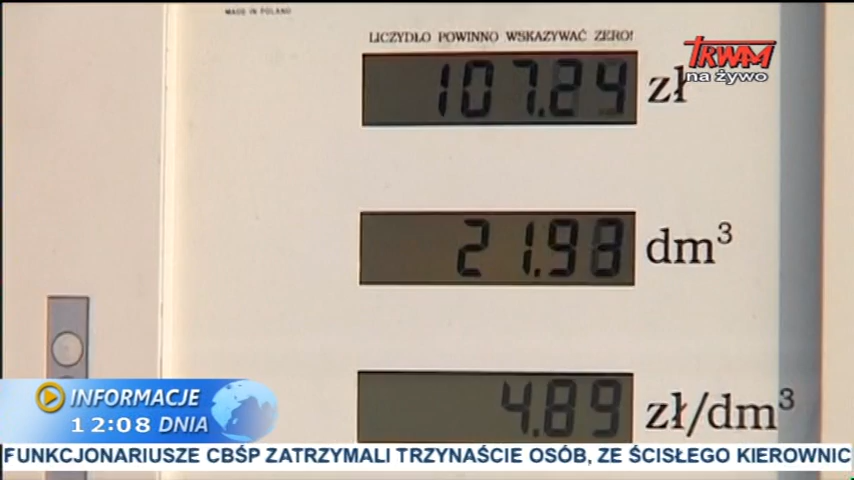 MADE IN POLAND
LICZYDŁO POWINNO WSKAZYWAĆ ZERO!
107.24 zł
TRWAM
na żywo
21.93 dm³
4.89 zł/dm³
INFORMACJE
12:08 DNIA
FUNKCJONARIUSZE CBŚP ZATRZYMALI TRZYNAŚCIE OSÓB, ZE ŚCISŁEGO KIEROWNIC